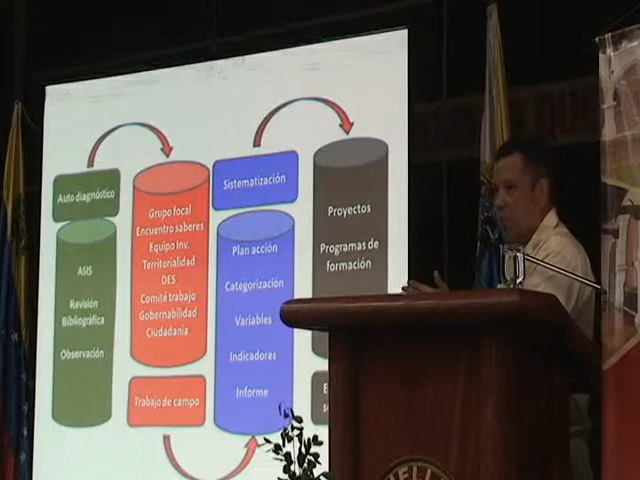 Auto diagnóstico
ASIS
Revisión
Bibliográfica
Observación
Grupo focal
Encuentro saberes
Equipo Inv.
Territorialidad
DES
Comité trabajo
Gobernabilidad
Ciudadanía
Trabajo de campo
Sistematización
Plan acción
Categorización
Variables
Indicadores
Informe
Proyectos
Programas de
formación